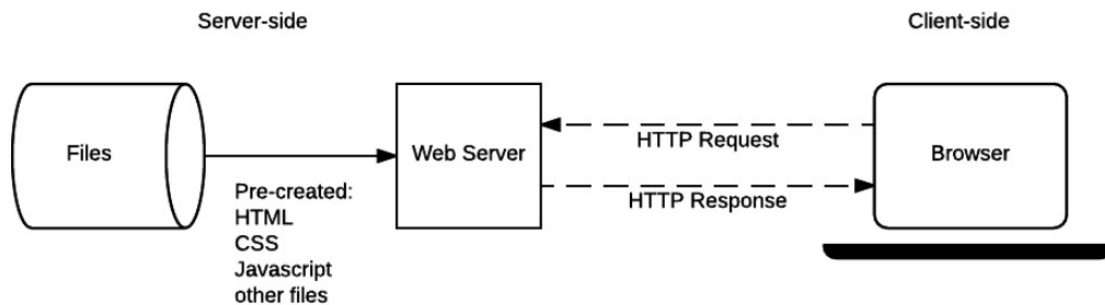 Server-side
Client-side
Files
Web Server
HTTP Request
Browser
HTTP Response
Pre-created:
HTML
CSS
Javascript
other files